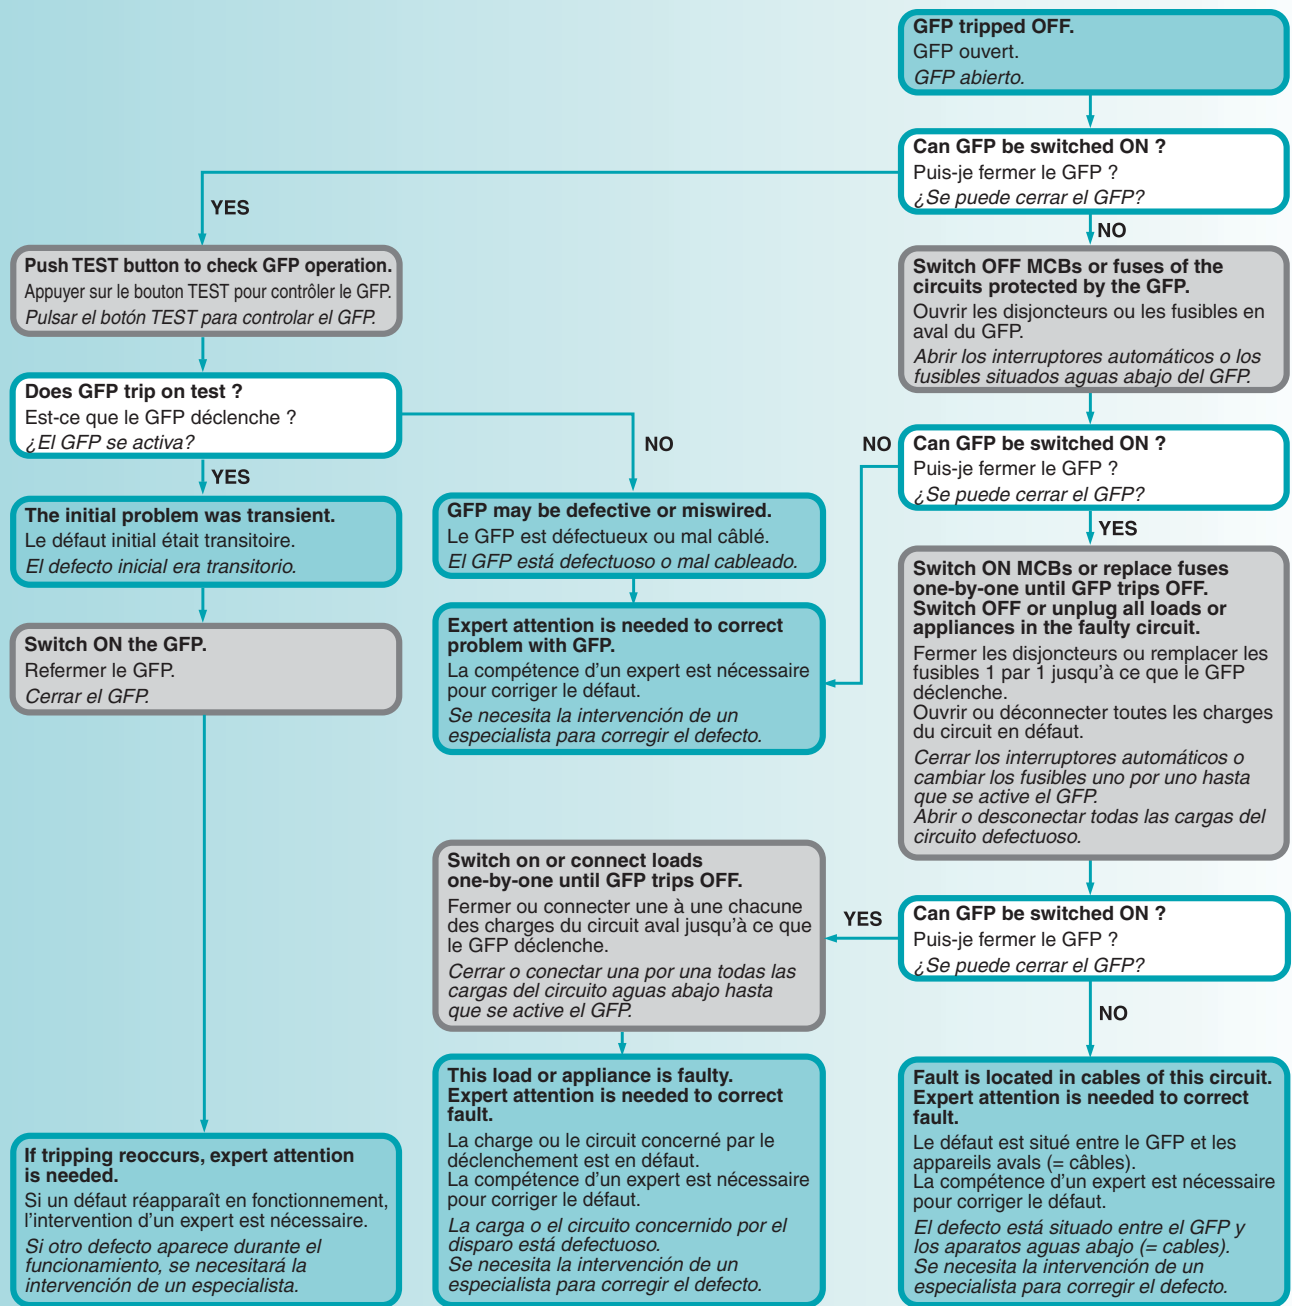 GFP tripped OFF.
GFP ouvert.
GFP abierto.
Can GFP be switched ON ?
Puis-je fermer le GFP ?
¿Se puede cerrar el GFP?
YES
NO
Push TEST button to check GFP operation.
Appuyer sur le bouton TEST pour contrôler le GFP.
Pulsar el botón TEST para controlar el GFP.
Switch OFF MCBs or fuses of the
circuits protected by the GFP.
Ouvrir les disjoncteurs ou les fusibles en
aval du GFP.
Abrir los interruptores automáticos o los
fusibles situados aguas abajo del GFP.
Does GFP trip on test ?
Est-ce que le GFP déclenche ?
¿El GFP se activa?
NO
NO
Can GFP be switched ON ?
Puis-je fermer le GFP ?
¿Se puede cerrar el GFP?
YES
YES
The initial problem was transient.
Le défaut initial était transitoire.
El defecto inicial era transitorio.
GFP may be defective or miswired.
Le GFP est défectueux ou mal câblé.
El GFP está defectuoso o mal cableado.
Switch ON MCBs or replace fuses
one-by-one until GFP trips OFF.
Switch OFF or unplug all loads or
appliances in the faulty circuit.
Fermer les disjoncteurs ou remplacer les
fusibles 1 par 1 jusqu'à ce que le GFP
déclenche.
Ouvrir ou déconnecter toutes les charges
du circuit en défaut.
Cerrar los interruptores automáticos o
cambiar los fusibles uno por uno hasta
que se active el GFP.
Abrir o desconectar todas las cargas del
circuito defectuoso.
Switch ON the GFP.
Refermer le GFP.
Cerrar el GFP.
Expert attention is needed to correct
problem with GFP.
La compétence d'un expert est nécessaire
pour corriger le défaut.
Se necesita la intervención de un
especialista para corregir el defecto.
Switch on or connect loads
one-by-one until GFP trips OFF.
Fermer ou connecter une à une chacune
des charges du circuit aval jusqu'à ce que
le GFP déclenche.
Cerrar o conectar una por una todas las
cargas del circuito aguas abajo hasta
que se active el GFP.
YES
Can GFP be switched ON ?
Puis-je fermer le GFP ?
¿Se puede cerrar el GFP?
NO
If tripping reoccurs, expert attention
is needed.
Si un défaut réapparaît en fonctionnement,
l'intervention d'un expert est nécessaire.
Si otro defecto aparece durante el
funcionamiento, se necesitará la
intervención de un especialista.
This load or appliance is faulty.
Expert attention is needed to correct
fault.
La charge ou le circuit concerné par le
déclenchement est en défaut.
La compétence d'un expert est nécessaire
pour corriger le défaut.
La carga o el circuito concernido por el
disparo está defectuoso.
Se necesita la intervención de un
especialista para corregir el defecto.
Fault is located in cables of this circuit.
Expert attention is needed to correct
fault.
Le défaut est situé entre le GFP et les
appareils avals (= câbles).
La compétence d'un expert est nécessaire
pour corriger le défaut.
El defecto está situado entre el GFP y
los aparatos aguas abajo (= cables).
Se necesita la intervención de un
especialista para corregir el defecto.